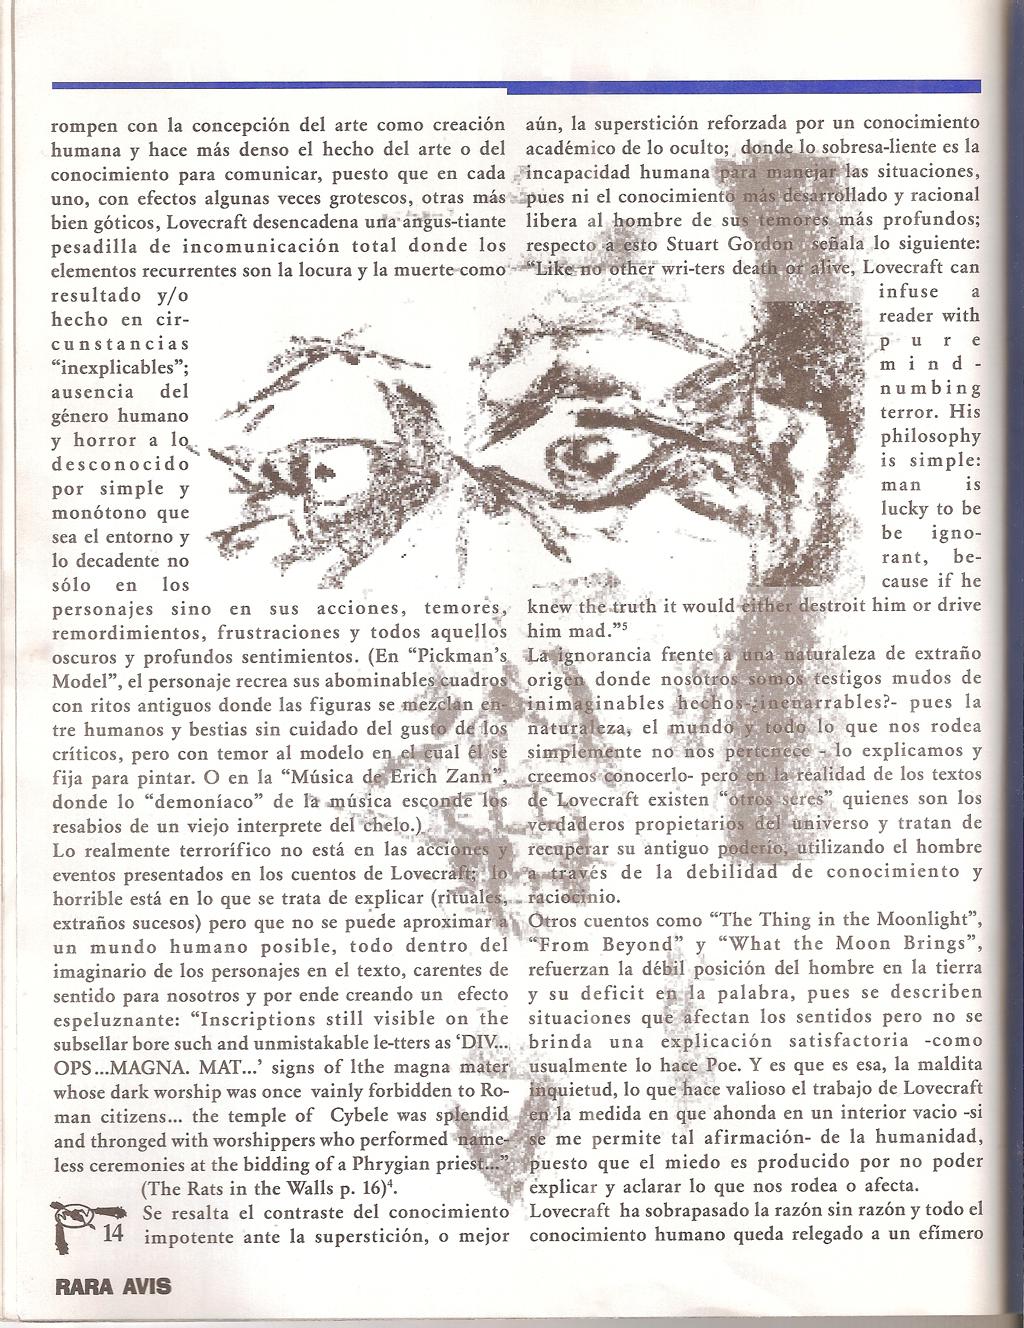 rompen con la concepción del arte como creación
humana y hace más denso el hecho del arte o del
conocimiento para comunicar, puesto que en cada
uno, con efectos algunas veces grotescos, otras más
bien góticos, Lovecraft desencadena una angus-tiante
pesadilla de incomunicación total donde los
elementos recurrentes son la locura y la muerte como
resultado y/o
hecho en cir-
cunstancias
“inexplicables”;
ausencia del
género humano
y horror a lo
desconocido
por simple y
monótono que
sea el entorno y
lo decadente no
sólo en los
personajes sino en sus acciones, temores,
remordimientos, frustraciones y todos aquellos
oscuros y profundos sentimientos. (En “Pickman's
Model”, el personaje recrea sus abominables cuadros
con ritos antiguos donde las figuras se mezclan en-
tre humanos y bestias sin cuidado del gusto de los
críticos, pero con temor al modelo en el cual él se
fija para pintar. O en la “Música de Erich Zann”,
donde lo “demoníaco” de la música esconde los
resabios de un viejo interprete del chelo.)
Lo realmente terrorífico no está en las acciones y
eventos presentados en los cuentos de Lovecraft; lo
horrible está en lo que se trata de explicar (rituales,
extraños sucesos) pero que no se puede aproximar a
un mundo humano posible, todo dentro del
imaginario de los personajes en el texto, carentes de
sentido para nosotros y por ende creando un efecto
espeluznante: “Inscriptions still visible on the
subsellar bore such and unmistakable le-tters as ‘DIV...
OPS...MAGNA. MAT...’ signs of lthe magna mater
whose dark worship was once vainly forbidden to Ro-
man citizens... the temple of Cybele was splendid
and thronged with worshippers who performed name-
less ceremonies at the bidding of a Phrygian priest...”
(The Rats in the Walls p. 16)⁴.
Se resalta el contraste del conocimiento
impotente ante la superstición, o mejor
14
RARA AVIS
aún, la superstición reforzada por un conocimiento
académico de lo oculto; donde lo sobresa-liente es la
incapacidad humana para manejar las situaciones,
pues ni el conocimiento más desarrollado y racional
libera al hombre de sus temores más profundos;
respecto a esto Stuart Gordon señala lo siguiente:
“Like no other wri-ters death or alive, Lovecraft can
infuse a
reader with
pure
mind-
numbing
terror. His
philosophy
is simple:
man is
lucky to be
be igno-
rant, be-
cause if he
knew the truth it would either destroit him or drive
him mad.”⁵
La ignorancia frente a una naturaleza de extraño
origen donde nosotros somos testigos mudos de
inimaginables hechos-¿inenarrables?- pues la
naturaleza, el mundo y todo lo que nos rodea
simplemente no nos pertenece - lo explicamos y
creemos conocerlo- pero en la realidad de los textos
de Lovecraft existen “otros seres” quienes son los
verdaderos propietarios del universo y tratan de
recuperar su antiguo poderío, utilizando el hombre
a través de la debilidad de conocimiento y
raciocinio.
Otros cuentos como “The Thing in the Moonlight”,
“From Beyond” y “What the Moon Brings”,
refuerzan la débil posición del hombre en la tierra
y su deficit en la palabra, pues se describen
situaciones que afectan los sentidos pero no se
brinda una explicación satisfactoria -como
usualmente lo hace Poe. Y es que es esa, la maldita
inquietud, lo que hace valioso el trabajo de Lovecraft
en la medida en que ahonda en un interior vacio -si
se me permite tal afirmación- de la humanidad,
puesto que el miedo es producido por no poder
explicar y aclarar lo que nos rodea o afecta.
Lovecraft ha sobrapasado la razón sin razón y todo el
conocimiento humano queda relegado a un efímero